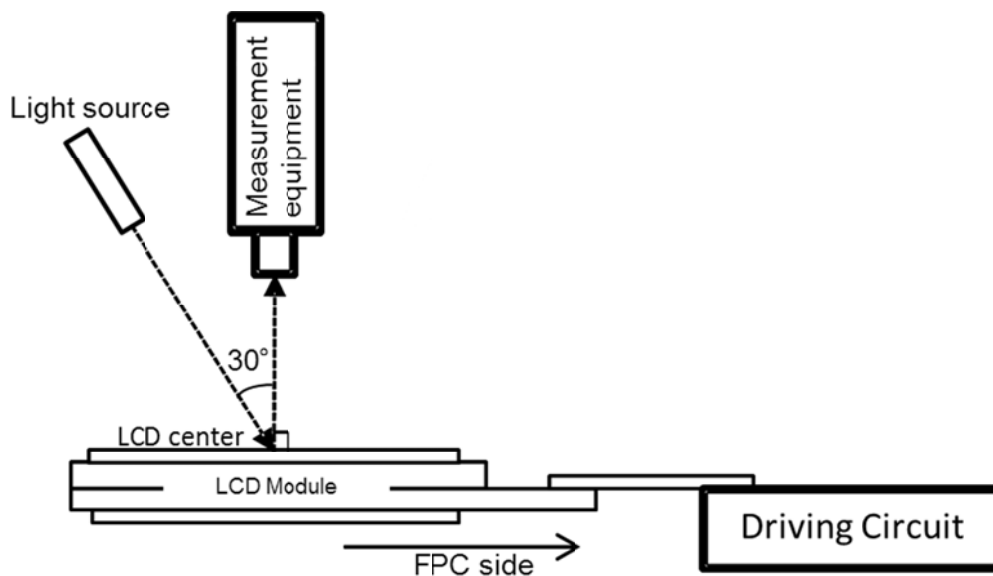 Light source
Measurement
equipment
30°
LCD center
LCD Module
Driving Circuit
FPC side